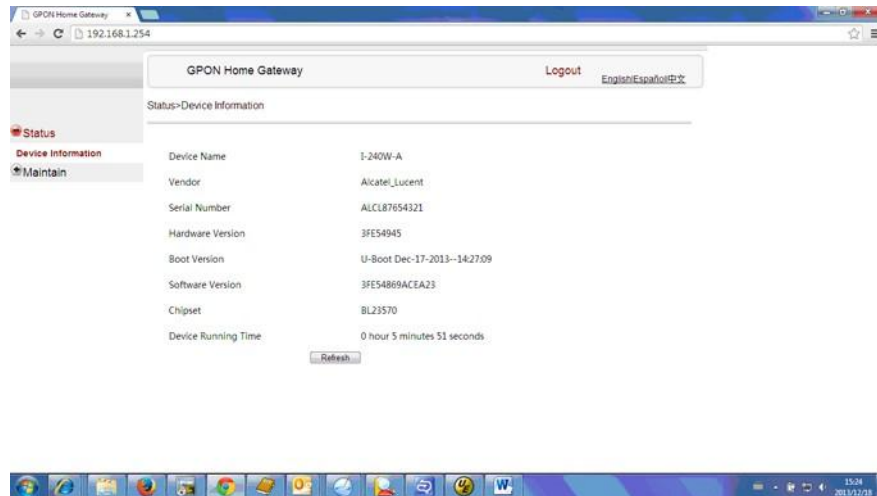 GPON Home Gateway
192.168.1.254
GPON Home Gateway
Logout
English|Español|中文
Status>Device Information
Status
Device Information
Maintain
Device Name I-240W-A
Vendor Alcatel_Lucent
Serial Number ALCL87654321
Hardware Version 3FE54945
Boot Version U-Boot Dec-17-2013--14:27:09
Software Version 3FE54869ACEA23
Chipset BL23570
Device Running Time 0 hour 5 minutes 51 seconds
Refresh
15:24
2013/12/18